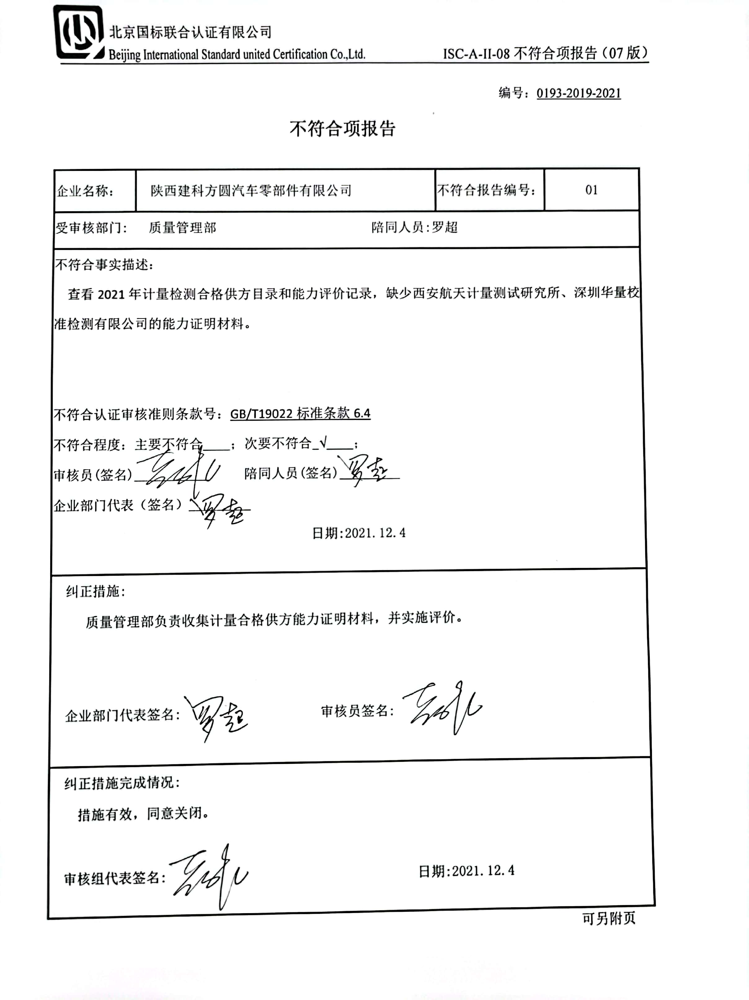 北京国标联合认证有限公司
Beijing International Standard united Certification Co.,Ltd.
ISC-A-II-08 不符合项报告（07 版）
编号：0193-2019-2021
不符合项报告
企业名称：
陕西建科方圆汽车零部件有限公司
不符合报告编号：
01
受审核部门： 质量管理部 陪同人员:罗超
不符合事实描述：
查看 2021 年计量检测合格供方目录和能力评价记录，缺少西安航天计量测试研究所、深圳华量校
准检测有限公司的能力证明材料。
不符合认证审核准则条款号：GB/T19022 标准条款 6.4
不符合程度：主要不符合____；次要不符合_√____；
审核员(签名) 陪同人员(签名) 罗超
企业部门代表（签名） 罗超
日期:2021.12.4
纠正措施：
质量管理部负责收集计量合格供方能力证明材料，并实施评价。
企业部门代表签名： 罗超 审核员签名：
纠正措施完成情况：
措施有效，同意关闭。
审核组代表签名： 日期:2021.12.4
可另附页